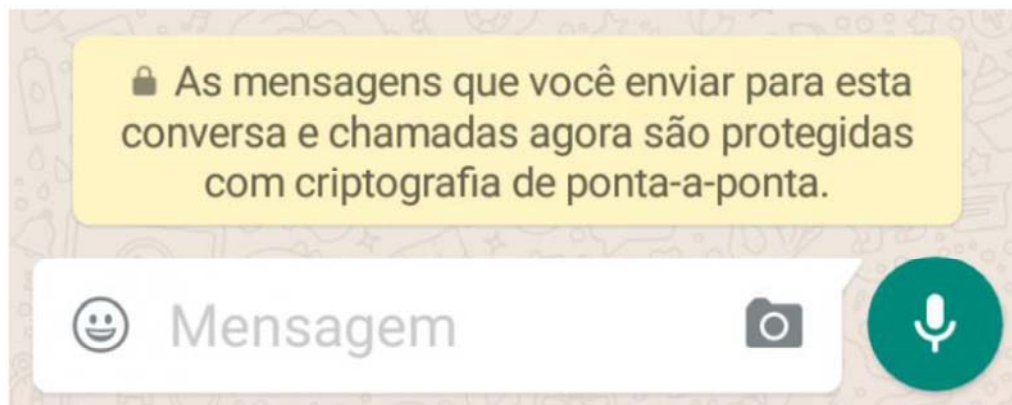 As mensagens que você enviar para esta
conversa e chamadas agora são protegidas
com criptografia de ponta-a-ponta.
Mensagem